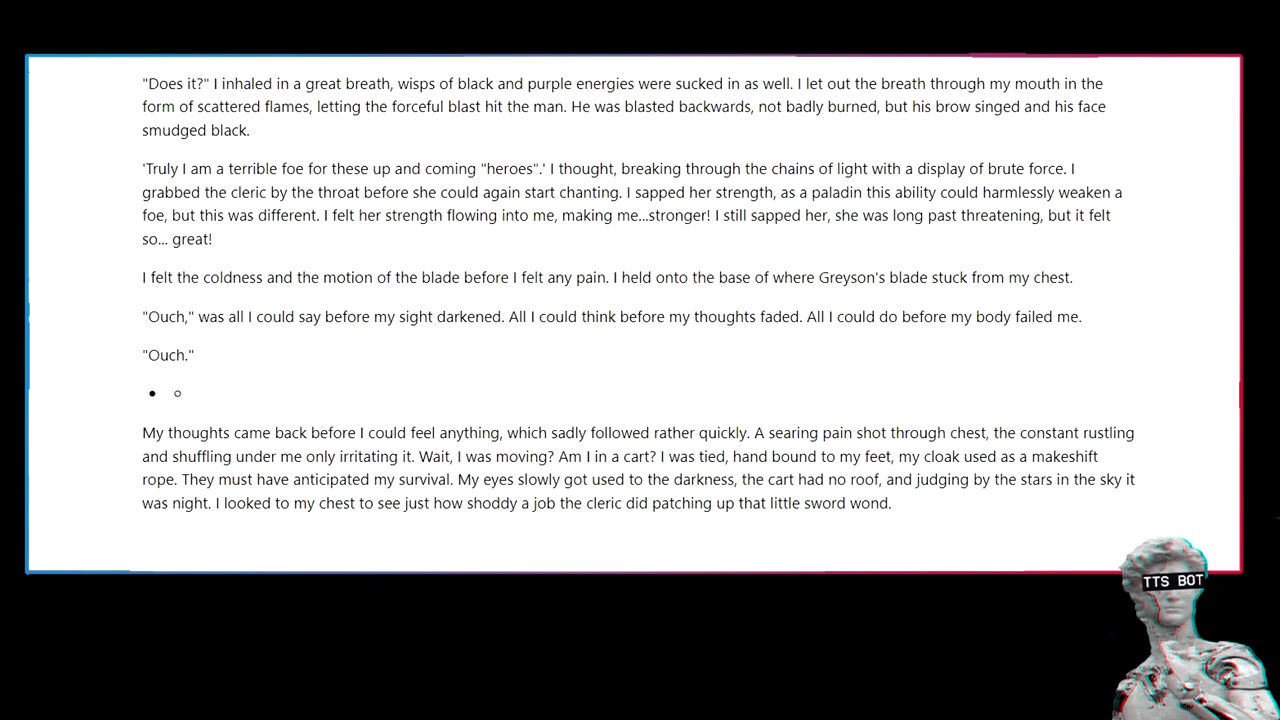 "Does it?" I inhaled in a great breath, wisps of black and purple energies were sucked in as well. I let out the breath through my mouth in the
form of scattered flames, letting the forceful blast hit the man. He was blasted backwards, not badly burned, but his brow singed and his face
smudged black.
'Truly I am a terrible foe for these up and coming "heroes".' I thought, breaking through the chains of light with a display of brute force. I
grabbed the cleric by the throat before she could again start chanting. I sapped her strength, as a paladin this ability could harmlessly weaken a
foe, but this was different. I felt her strength flowing into me, making me...stronger! I still sapped her, she was long past threatening, but it felt
so... great!
I felt the coldness and the motion of the blade before I felt any pain. I held onto the base of where Greyson's blade stuck from my chest.
"Ouch," was all I could say before my sight darkened. All I could think before my thoughts faded. All I could do before my body failed me.
"Ouch."
My thoughts came back before I could feel anything, which sadly followed rather quickly. A searing pain shot through chest, the constant rustling
and shuffling under me only irritating it. Wait, I was moving? Am I in a cart? I was tied, hand bound to my feet, my cloak used as a makeshift
rope. They must have anticipated my survival. My eyes slowly got used to the darkness, the cart had no roof, and judging by the stars in the sky it
was night. I looked to my chest to see just how shoddy a job the cleric did patching up that little sword wond.
TTS BOT